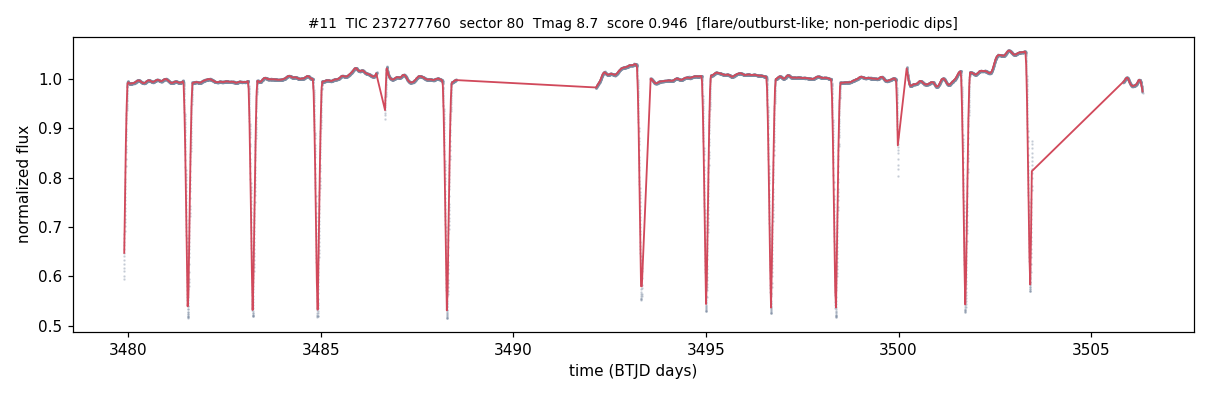 #11 TIC 237277760 sector 80 Tmag 8.7 score 0.946 [flare/outburst-like; non-periodic dips]
normalized flux
1.0
0.9
0.8
0.7
0.6
0.5
3480 3485 3490 3495 3500 3505
time (BTJD days)